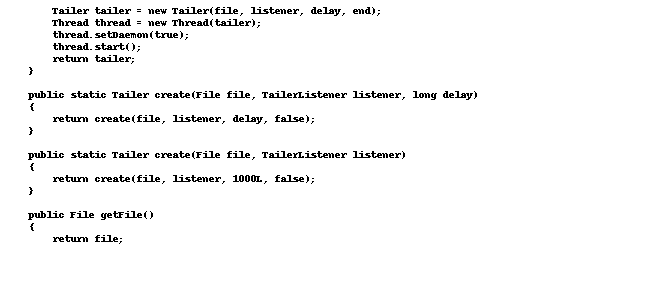 Tailer tailer = new Tailer(file, listener, delay, end);
Thread thread = new Thread(tailer);
thread.setDaemon(true);
thread.start();
return tailer;
}
public static Tailer create(File file, TailerListener listener, long delay)
{
return create(file, listener, delay, false);
}
public static Tailer create(File file, TailerListener listener)
{
return create(file, listener, 1000L, false);
}
public File getFile()
{
return file;